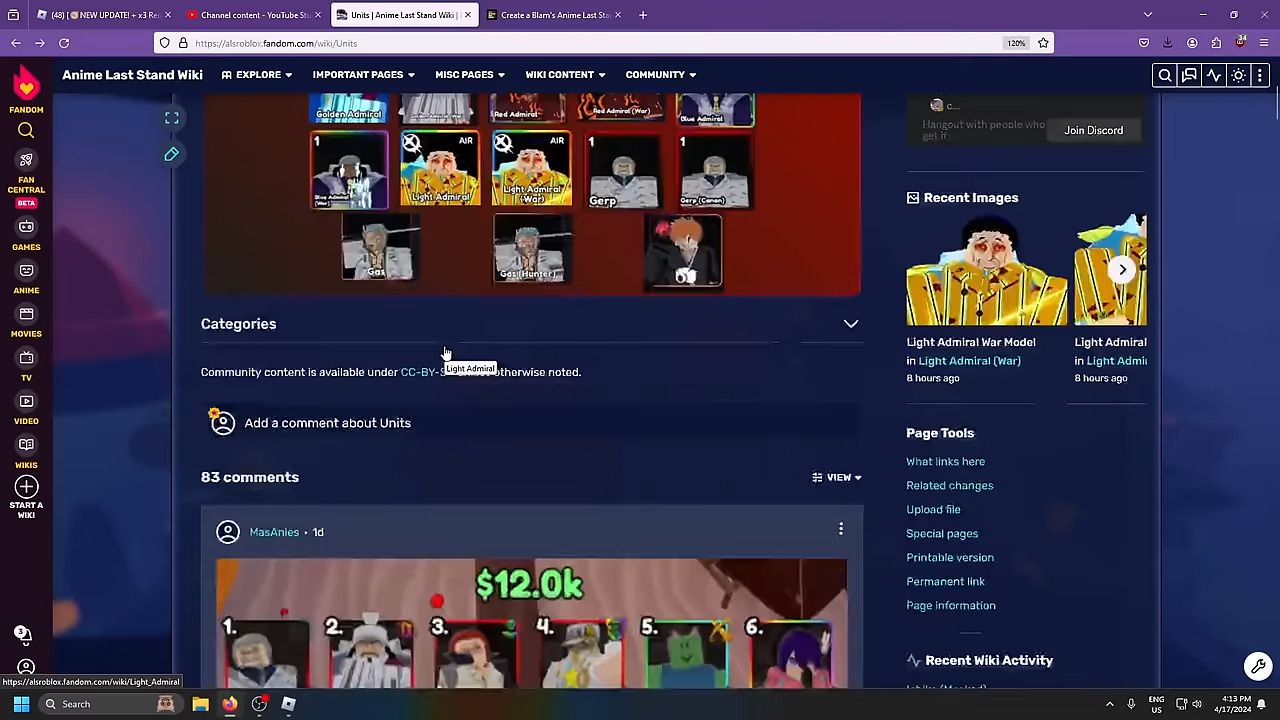 (48) NEW UPDATE! + x3 Re
Channel content - YouTube St
Units | Anime Last Stand Wiki |
Create a Blam's Anime Last Sta
https://alsroblox.fandom.com/wiki/Units
120%
34
FANDOM
FAN CENTRAL
BETA
GAMES
ANIME
MOVIES
TV
VIDEO
WIKIS
START A WIKI
3
Anime Last Stand Wiki
EXPLORE
IMPORTANT PAGES
MISC PAGES
WIKI CONTENT
COMMUNITY
Golden Admiral
Red Admiral
Red Admiral (War)
Blue Admiral
1
AIR
AIR
1
1
Blue Admiral (War)
Light Admiral
Light Admiral (War)
Gerp
Gerp (Canon)
Gas
Gas (Hunter)
Categories
Light Admiral
Community content is available under CC-BY-S otherwise noted.
Add a comment about Units
83 comments
VIEW
MasAnies • 1d
$12.0k
1.
2.
3.
4.
5.
6.
c...
Hangout with people who get it.
Join Discord
Recent Images
Light Admiral War Model
in Light Admiral (War)
8 hours ago
Light Admiral
in Light Admi
8 hours ago
Page Tools
What links here
Related changes
Upload file
Special pages
Printable version
Permanent link
Page information
Recent Wiki Activity
https://alsroblox.fandom.com/wiki/Light_Admiral
Search
ENG
US
4:13 PM
4/17/2024